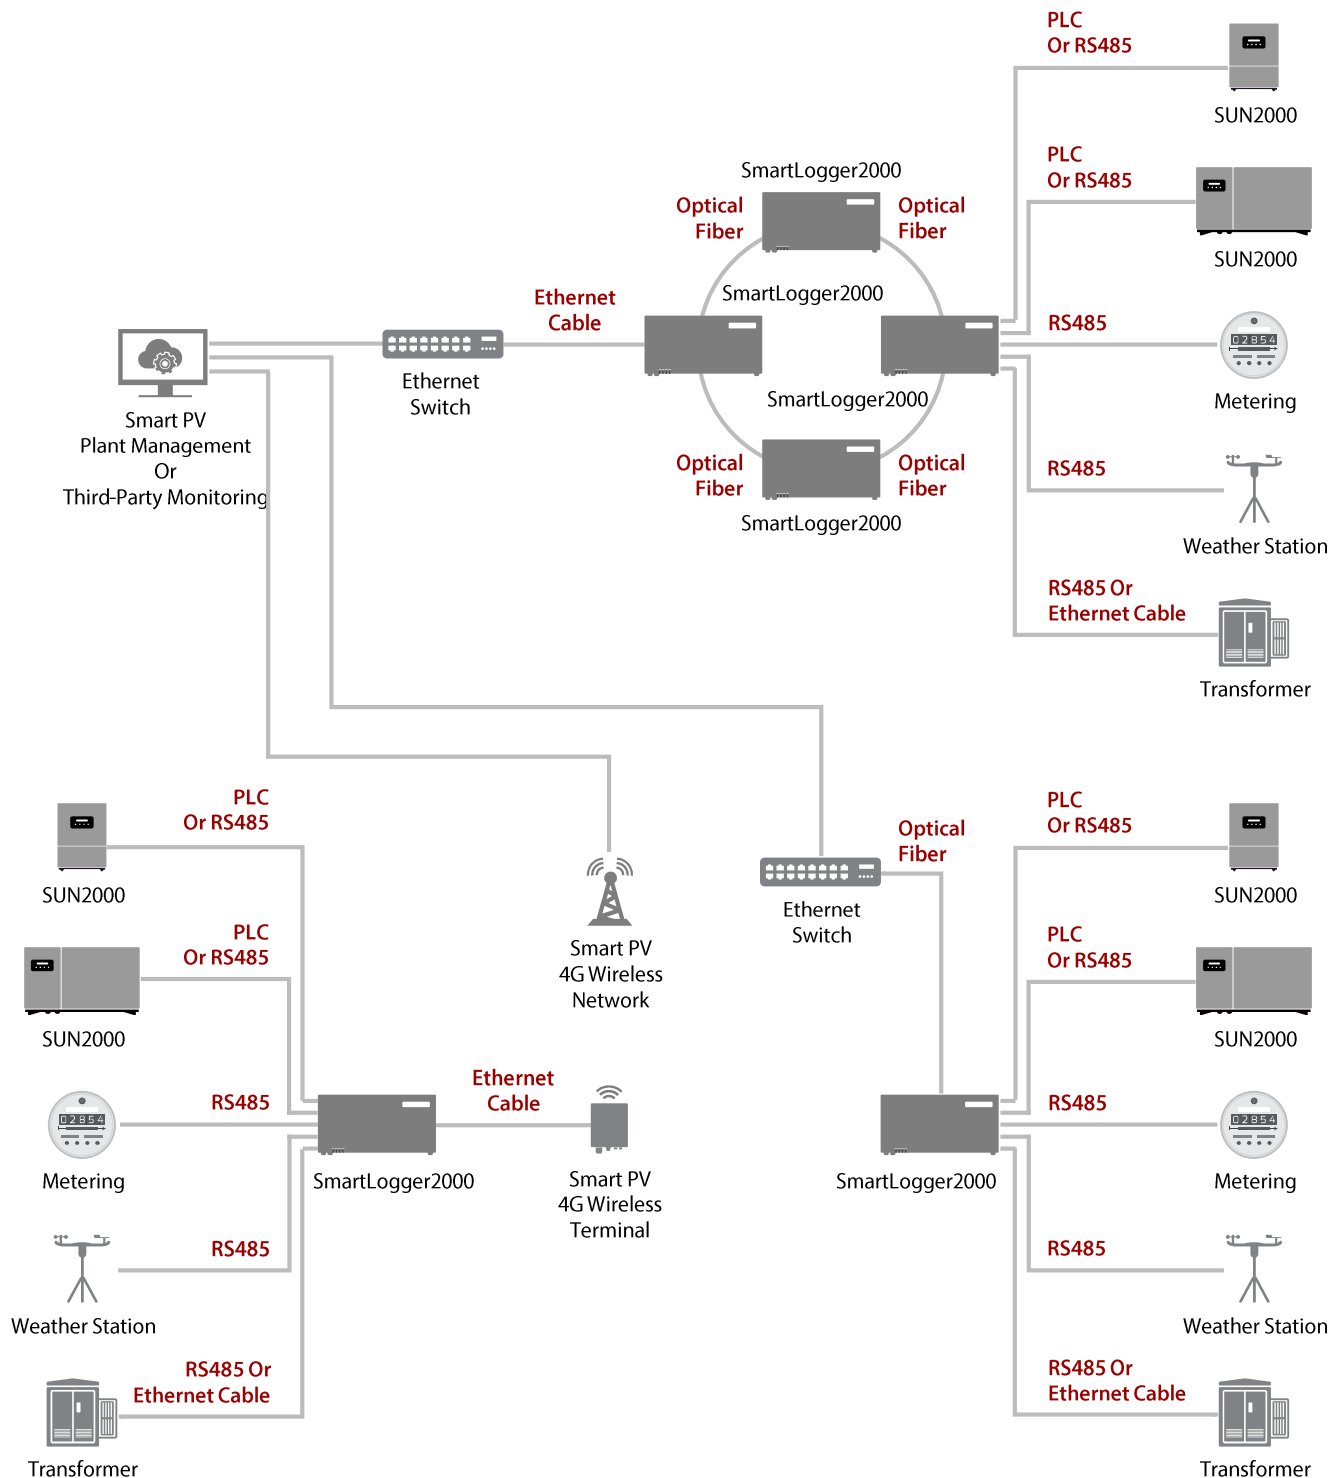 PLC
Or RS485
SUN2000
PLC
Or RS485
SUN2000
SmartLogger2000
Optical
Fiber
Optical
Fiber
SmartLogger2000
Ethernet
Cable
RS485
02854
Metering
Ethernet
Switch
SmartLogger2000
Smart PV
Plant Management
Or
Third-Party Monitoring
Optical
Fiber
Optical
Fiber
SmartLogger2000
RS485
Weather Station
RS485 Or
Ethernet Cable
Transformer
PLC
Or RS485
SUN2000
PLC
Or RS485
SUN2000
RS485
02854
Metering
RS485
Weather Station
RS485 Or
Ethernet Cable
Transformer
SmartLogger2000
Ethernet
Cable
Smart PV
4G Wireless
Network
Smart PV
4G Wireless
Terminal
Ethernet
Switch
Optical
Fiber
SmartLogger2000
PLC
Or RS485
SUN2000
PLC
Or RS485
SUN2000
RS485
02854
Metering
RS485
Weather Station
RS485 Or
Ethernet Cable
Transformer